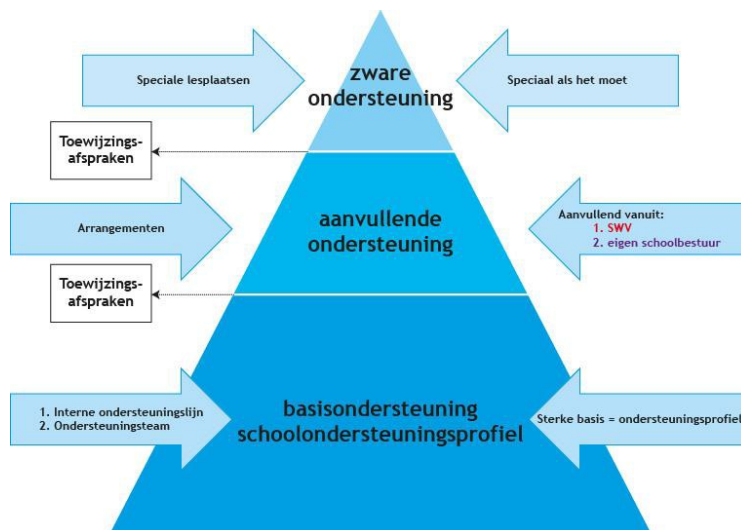 Speciale lesplaatsen
zware
ondersteuning
Speciaal als het moet
Toewijzings-
afspraken
Arrangementen
aanvullende
ondersteuning
Aanvullend vanuit:
1. SWV
2. eigen schoolbestuur
Toewijzings-
afspraken
1. Interne ondersteuningslijn
2. Ondersteuningsteam
basisondersteuning
schoolondersteuningsprofiel
Sterke basis = ondersteuningsprofiel